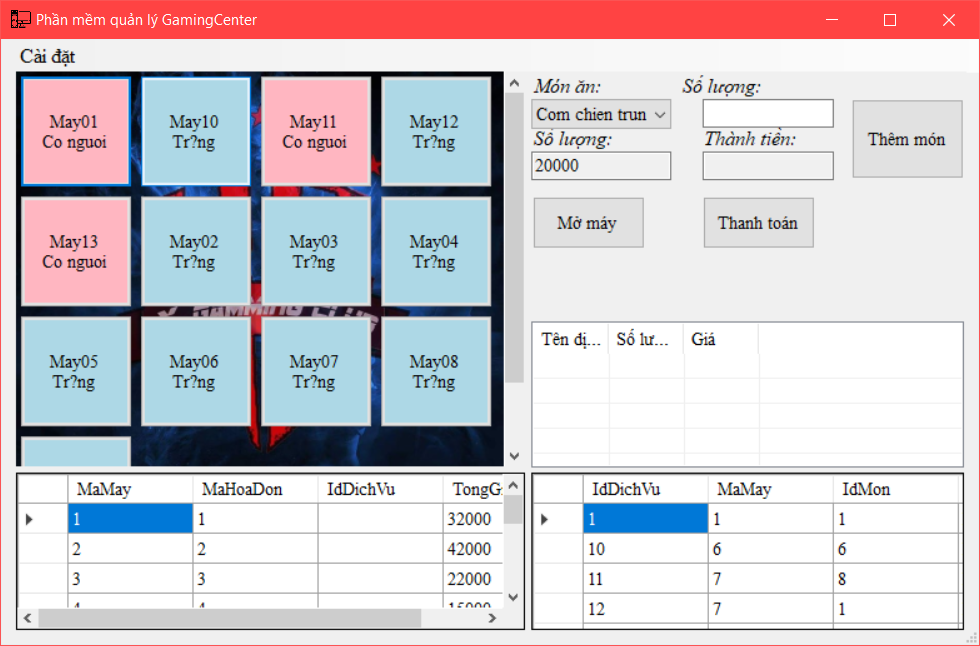 Phần mềm quản lý GamingCenter
Cài đặt
May01
Co nguoi
May10
Tr?ng
May11
Co nguoi
May12
Tr?ng
May13
Co nguoi
May02
Tr?ng
May03
Tr?ng
May04
Tr?ng
May05
Tr?ng
May06
Tr?ng
May07
Tr?ng
May08
Tr?ng
Món ăn:
Số lượng:
Com chien trun
Số lượng:
Thành tiền:
20000
Thêm món
Mở máy
Thanh toán
Tên dị... Số lư... Giá
MaMay MaHoaDon IdDichVu TongG
1 1 32000
2 2 42000
3 3 22000
IdDichVu MaMay IdMon
1 1 1
10 6 6
11 7 8
12 7 1